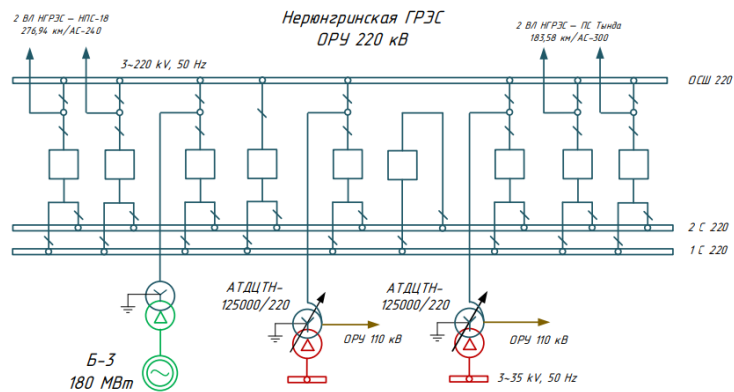 2 ВЛ НГРЭС – НПС-18
276,94 км/АС-240
Нерюнгринская ГРЭС
ОРУ 220 кВ
2 ВЛ НГРЭС – ПС Тында
183,58 км/АС-300
3~220 kV, 50 Hz
ОСШ 220
2 С 220
1 С 220
АТДЦТН-
125000/220
АТДЦТН-
125000/220
ОРУ 110 кВ
ОРУ 110 кВ
Б-3
180 МВт
3~35 kV, 50 Hz